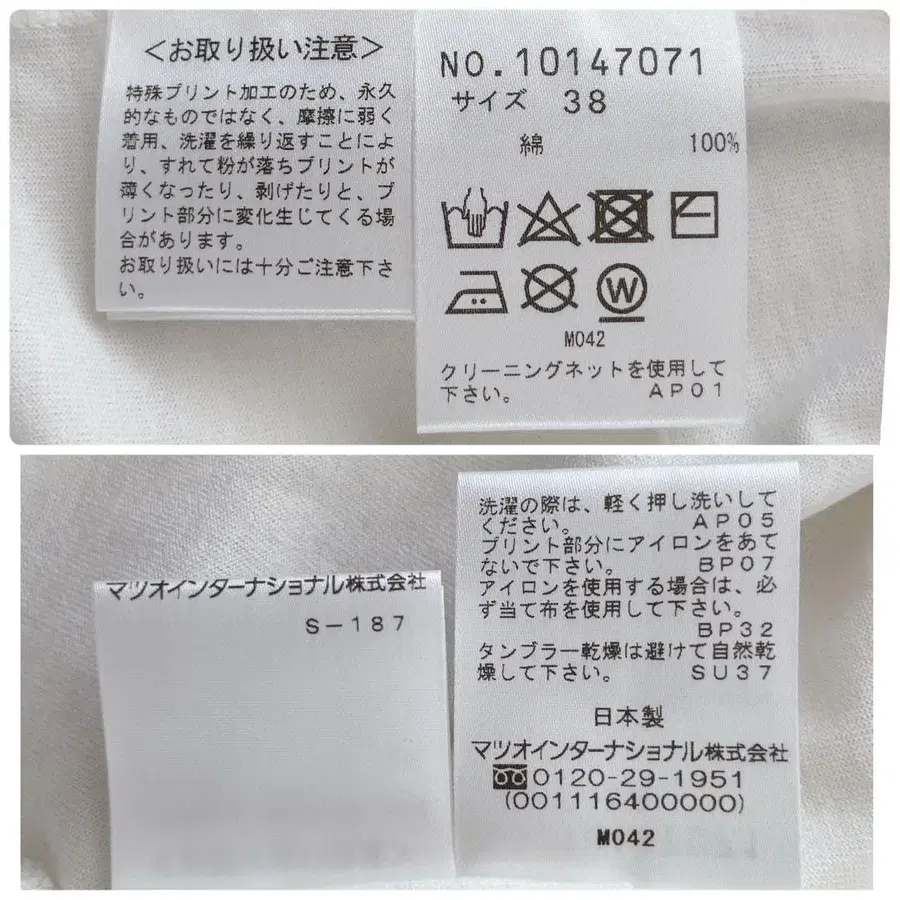 ＜お取り扱い注意＞
特殊プリント加工のため、永久
的なものではなく、摩擦に弱く
着用、洗濯を繰り返すことによ
り、すれて粉が落ちプリントが
薄くなったり、剥げたりと、プ
リント部分に変化生じてくる場
合があります。
お取り扱いには十分ご注意下さ
い。
NO.10147071
サイズ 38
綿 100%
W
M042
クリーニングネットを使用して
下さい。 AP01
マツオインターナショナル株式会社
S-187
洗濯の際は、軽く押し洗いして
ください。 AP05
プリント部分にアイロンをあて
ないで下さい。 BP07
アイロンを使用する場合は、必
ず当て布を使用して下さい。
BP32
タンブラー乾燥は避けて自然乾
燥して下さい。 SU37
日本製
マツオインターナショナル株式会社
0120-29-1951
(001116400000)
M042